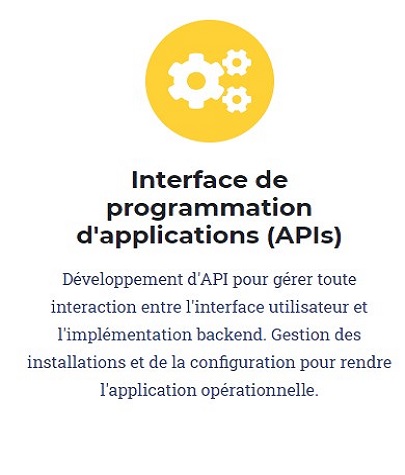 Interface de
programmation
d'applications (APIs)
Développement d'API pour gérer toute
interaction entre l'interface utilisateur et
l'implémentation backend. Gestion des
installations et de la configuration pour rendre
l'application opérationnelle.